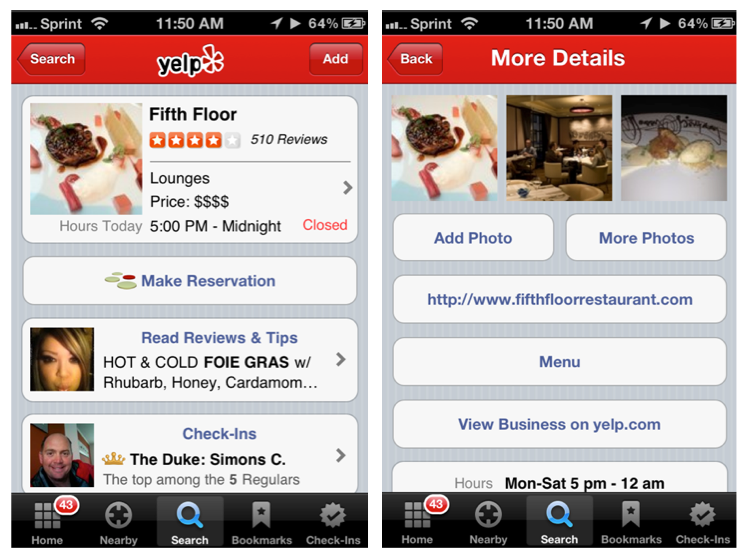 Sprint 11:50 AM 64%
Search yelp Add
Fifth Floor
510 Reviews
Lounges
Price: $$$$
Hours Today 5:00 PM - Midnight Closed
Make Reservation
Read Reviews & Tips
HOT & COLD FOIE GRAS w/
Rhubarb, Honey, Cardamom…
Check-Ins
The Duke: Simons C.
The top among the 5 Regulars
43
Home Nearby Search Bookmarks Check-Ins
Sprint 11:50 AM 64%
Back More Details
Add Photo More Photos
http://www.fifthfloorrestaurant.com
Menu
View Business on yelp.com
Hours Mon-Sat 5 pm - 12 am
43
Home Nearby Search Bookmarks Check-Ins